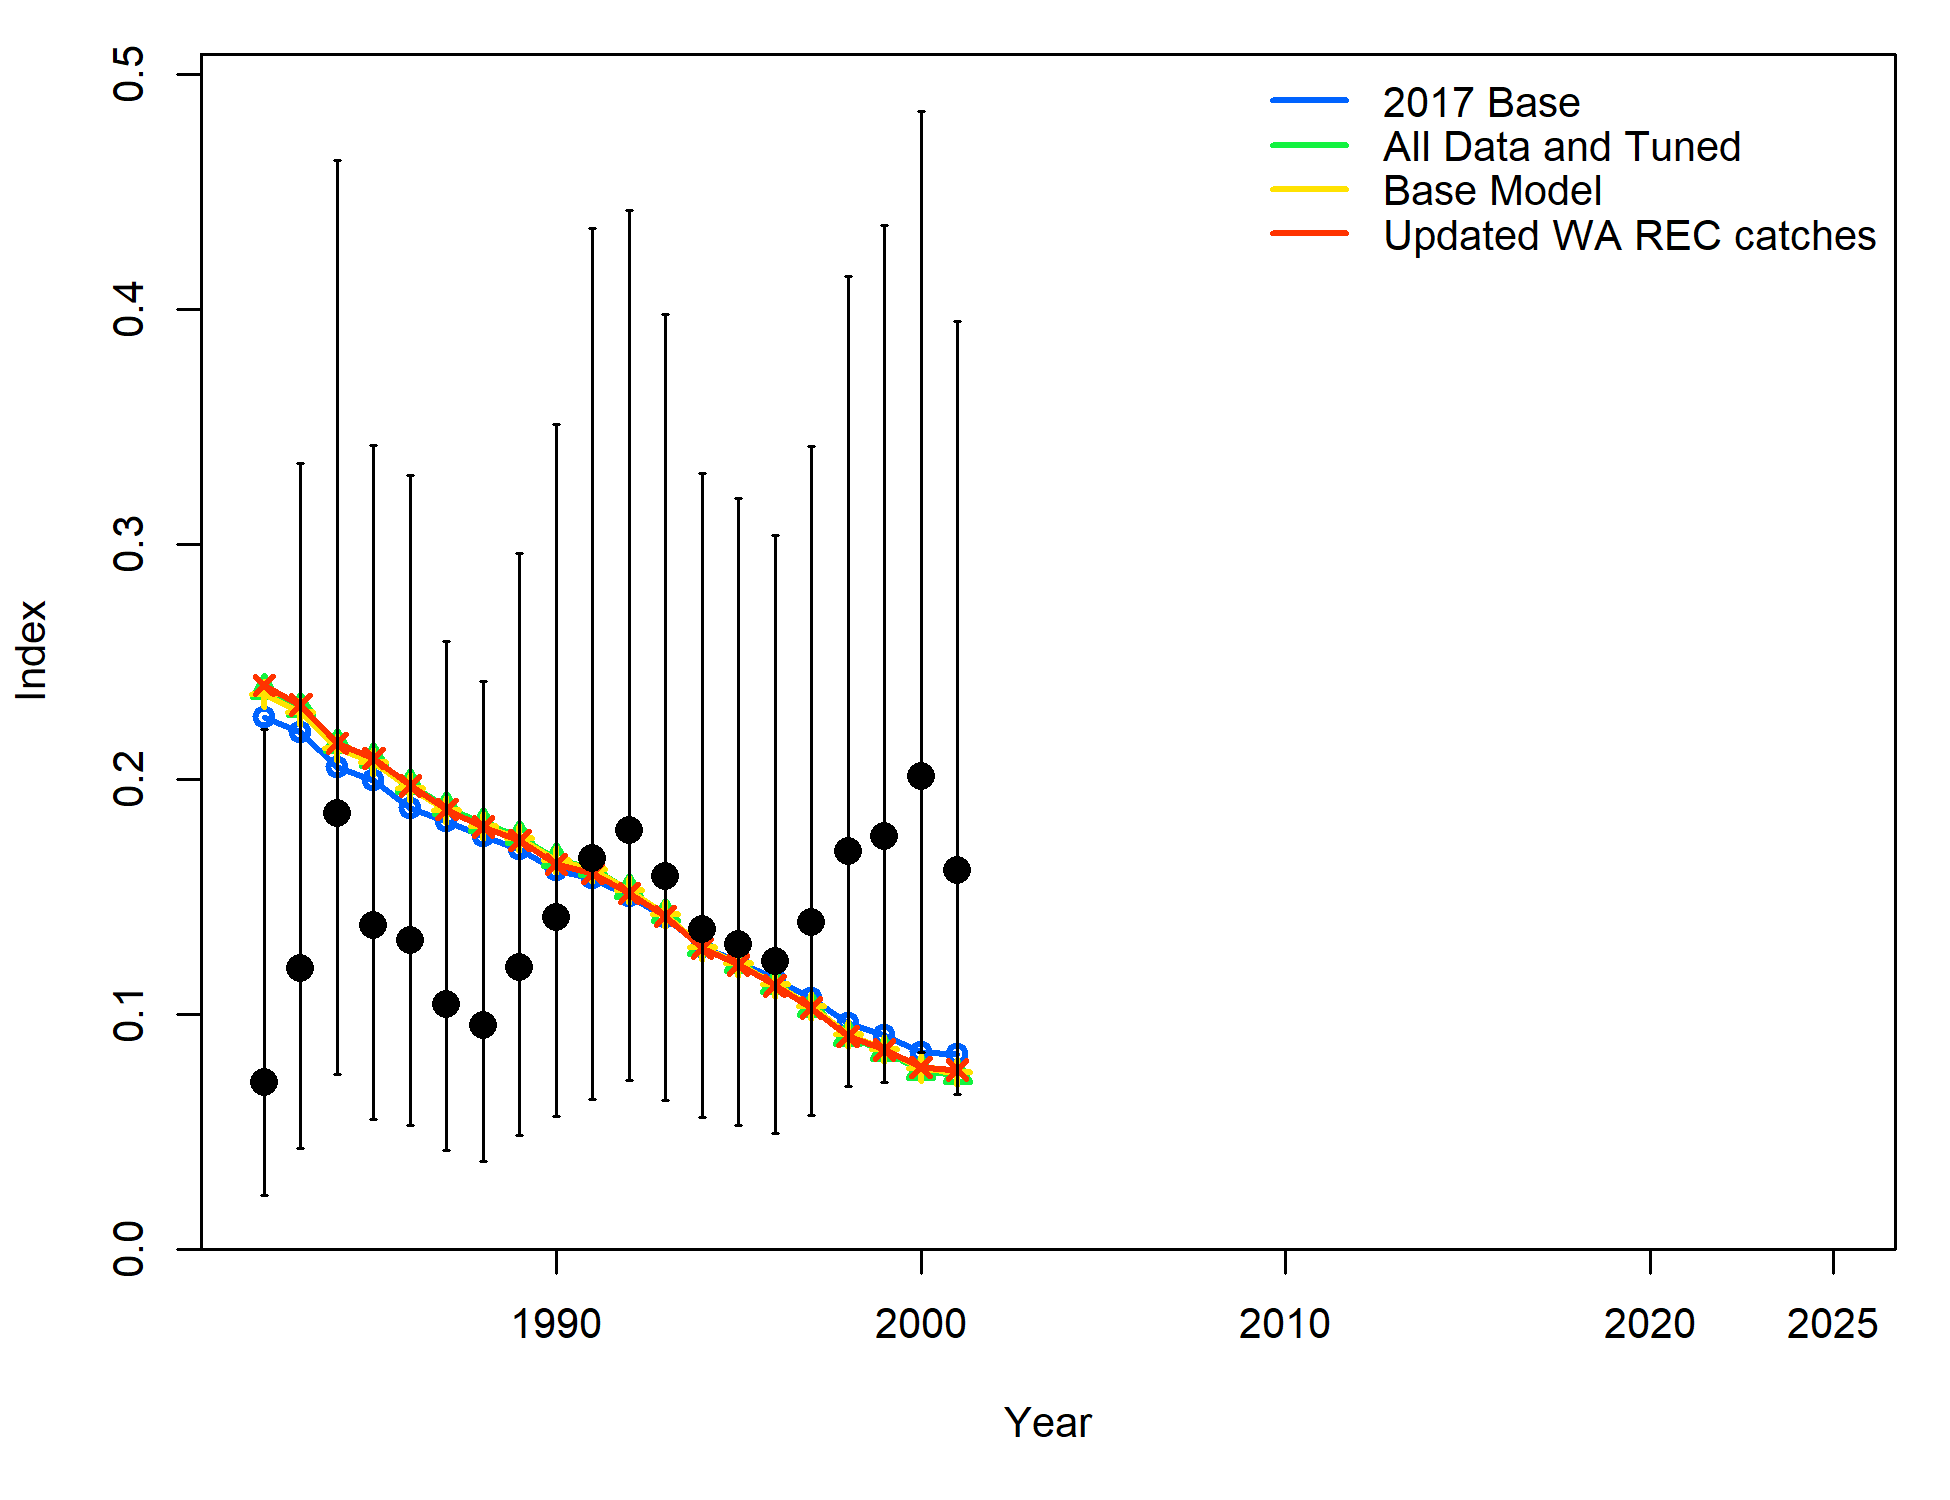 2017 Base
All Data and Tuned
Base Model
Updated WA REC catches
0.5
0.4
0.3
0.2
0.1
0.0
Index
1990 2000 2010 2020 2025
Year